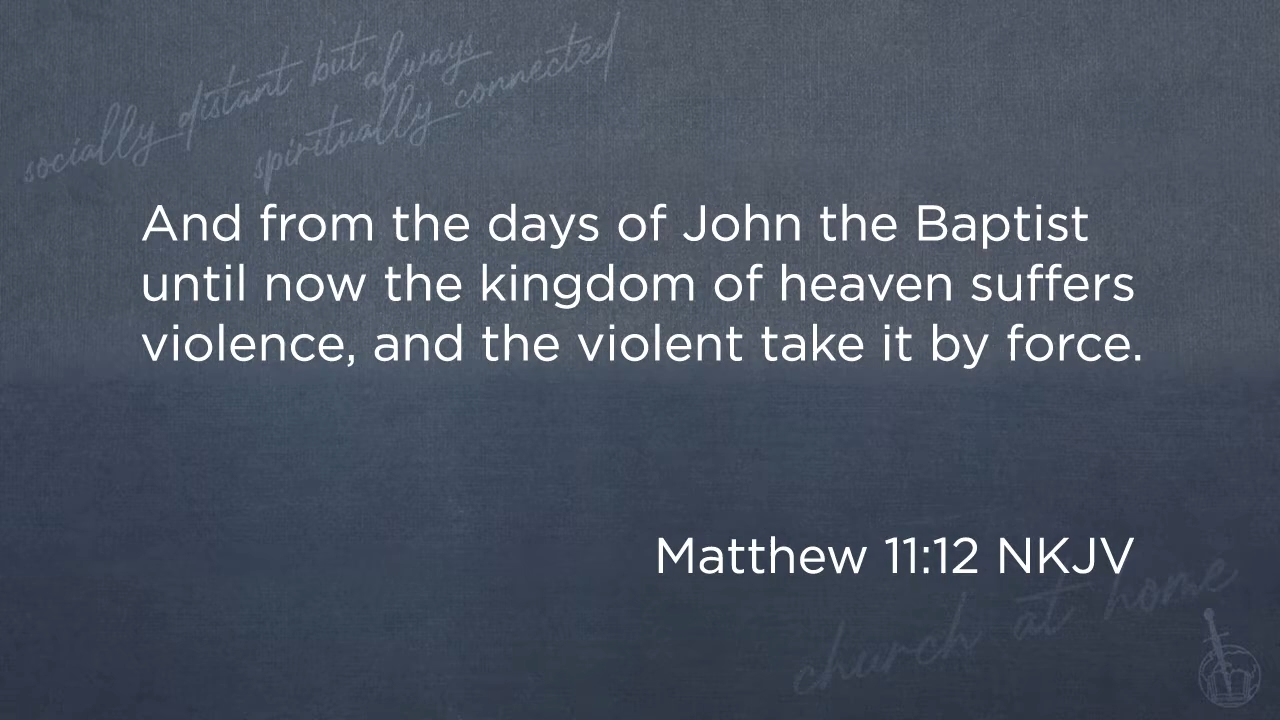 socially distant but always
spiritually connected
And from the days of John the Baptist
until now the kingdom of heaven suffers
violence, and the violent take it by force.
Matthew 11:12 NKJV
church at home